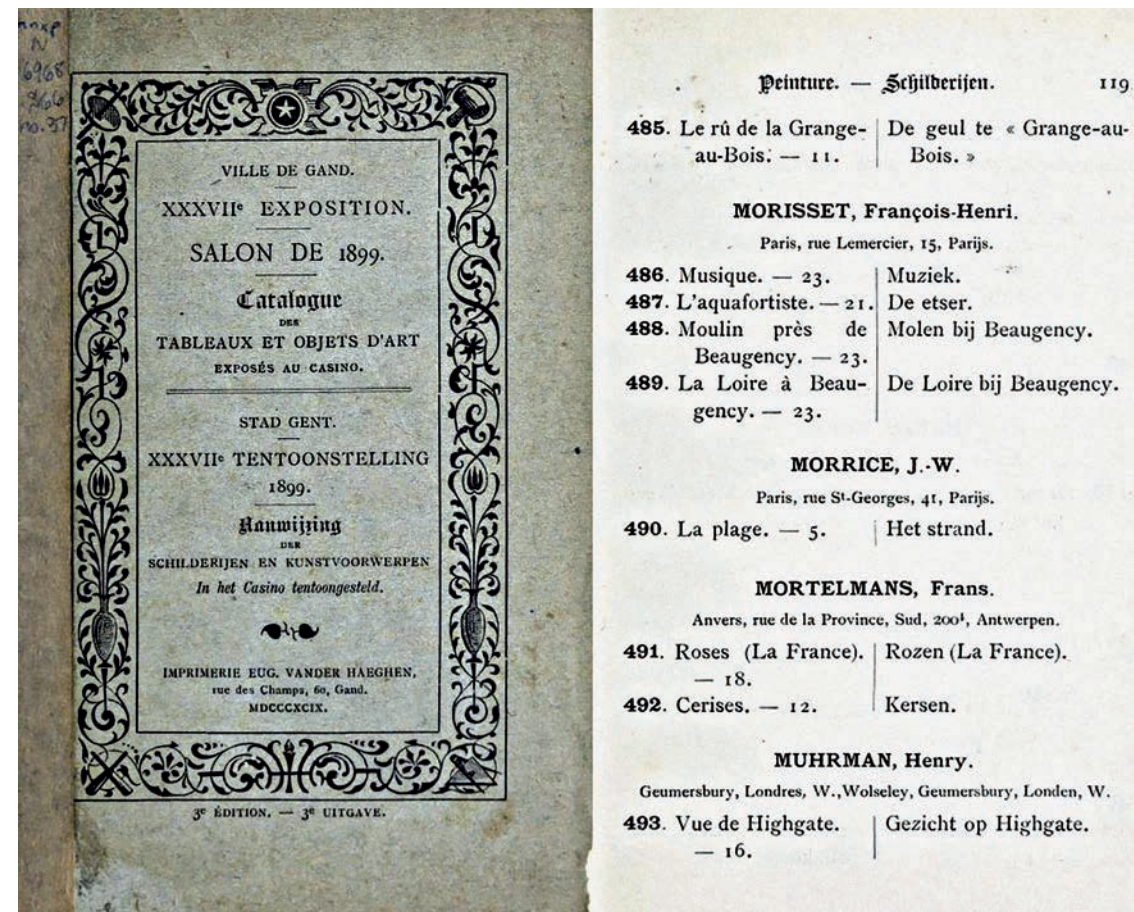 N
6968
no. 37
VILLE DE GAND.
XXXVIIe EXPOSITION.
SALON DE 1899.
Catalogue
DES
TABLEAUX ET OBJETS D'ART
EXPOSÉS AU CASINO.
STAD GENT.
XXXVIIe TENTOONSTELLING
1899.
Aanwijzing
DER
SCHILDERIJEN EN KUNSTVOORWERPEN
In het Casino tentoongesteld.
IMPRIMERIE EUG. VANDER HAEGHEN,
rue des Champs, 60, Gand.
MDCCCXCIX.
3e ÉDITION. — 3e UITGAVE.
Peinture. — Schilderijen. 119
485. Le rû de la Grange- De geul te « Grange-au-
au-Bois. — 11. Bois. »
MORISSET, François-Henri.
Paris, rue Lemercier, 15, Parijs.
486. Musique. — 23. Muziek.
487. L'aquafortiste. — 21. De etser.
488. Moulin près de Molen bij Beaugency.
Beaugency. — 23.
489. La Loire à Beau- De Loire bij Beaugency.
gency. — 23.
MORRICE, J.-W.
Paris, rue St-Georges, 41, Parijs.
490. La plage. — 5. Het strand.
MORTELMANS, Frans.
Anvers, rue de la Province, Sud, 200¹, Antwerpen.
491. Roses (La France). Rozen (La France).
— 18.
492. Cerises. — 12. Kersen.
MUHRMAN, Henry.
Geumersbury, Londres, W., Wolseley, Geumersbury, Londen, W.
493. Vue de Highgate. Gezicht op Highgate.
— 16.